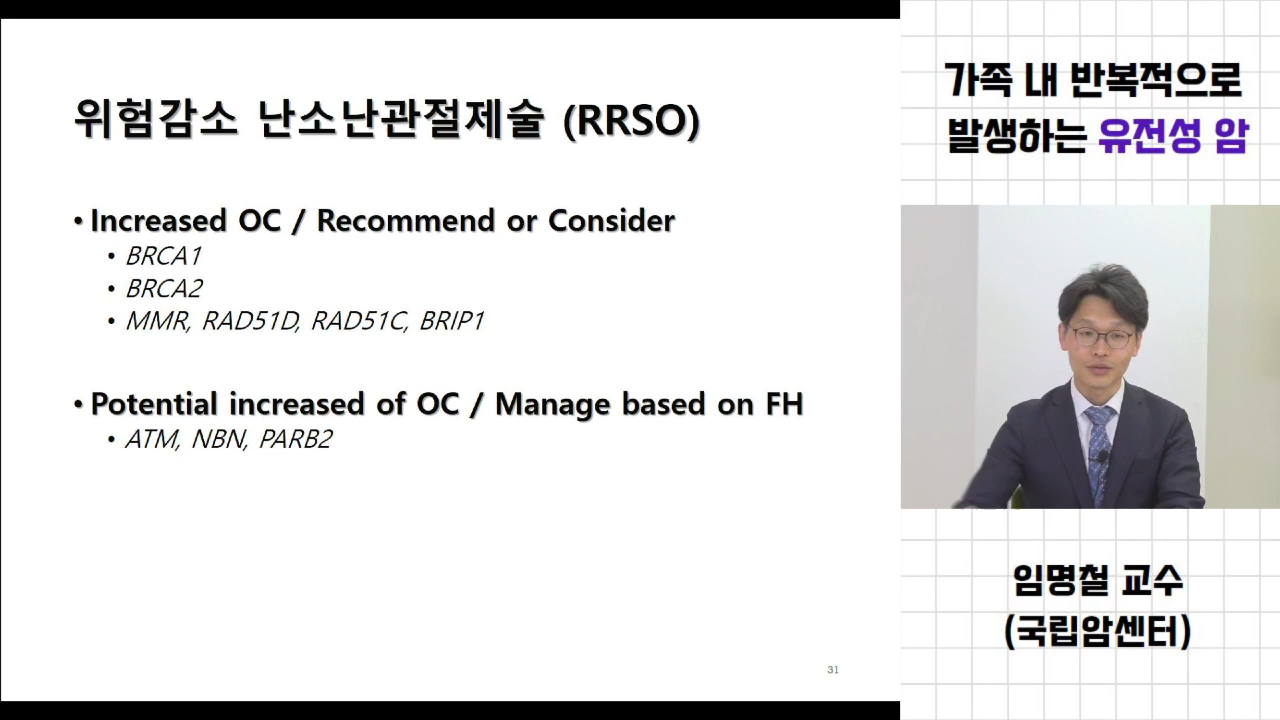 위험감소 난소난관절제술 (RRSO)
• Increased OC / Recommend or Consider
• BRCA1
• BRCA2
• MMR, RAD51D, RAD51C, BRIP1
• Potential increased of OC / Manage based on FH
• ATM, NBN, PARB2
31
가족 내 반복적으로
발생하는 유전성 암
임명철 교수
(국립암센터)